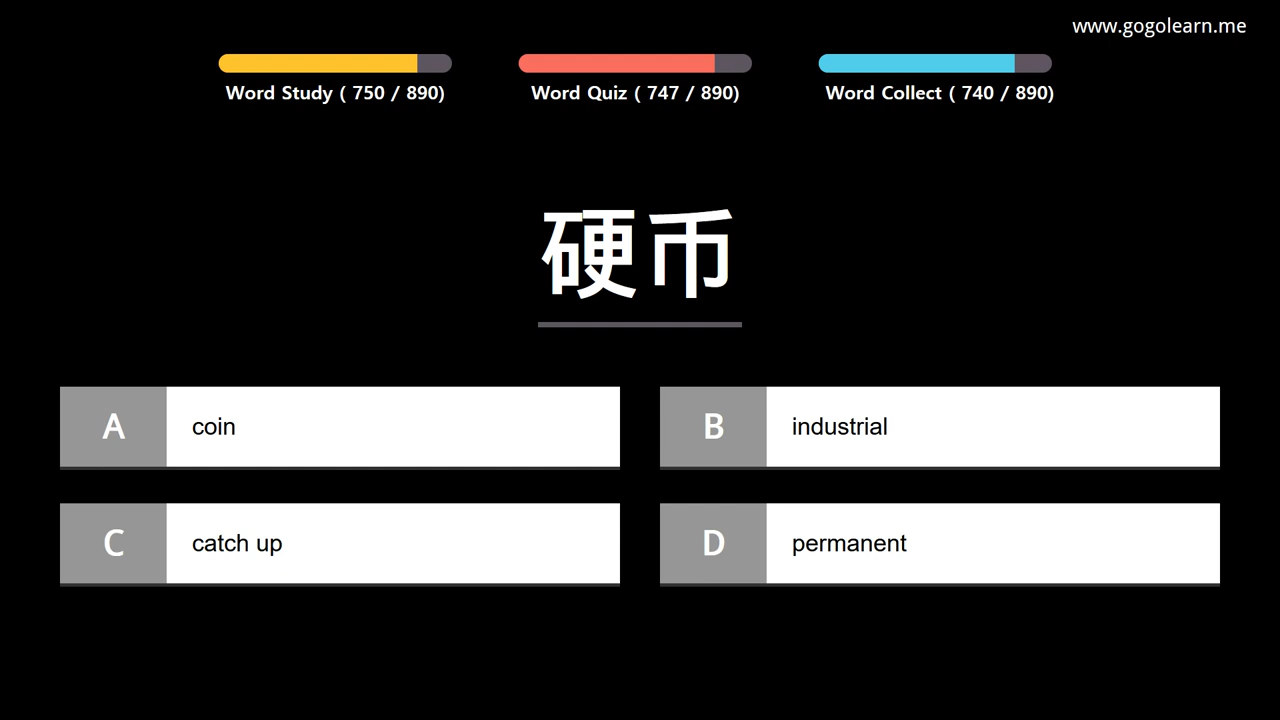 www.gogolearn.me
Word Study ( 750 / 890)
Word Quiz ( 747 / 890)
Word Collect ( 740 / 890)
硬币
A coin
B industrial
C catch up
D permanent